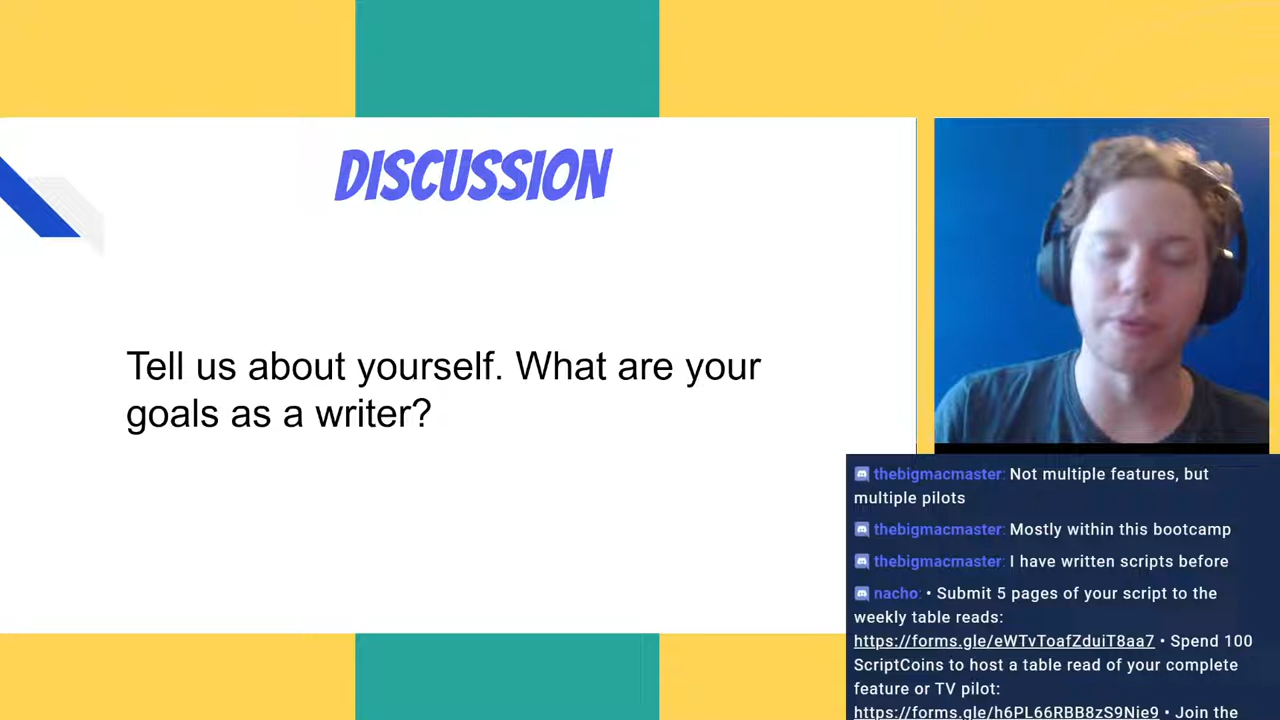 DISCUSSION
Tell us about yourself. What are your
goals as a writer?
thebigmacmaster: Not multiple features, but
multiple pilots
thebigmacmaster: Mostly within this bootcamp
thebigmacmaster: I have written scripts before
nacho: • Submit 5 pages of your script to the
weekly table reads:
https://forms.gle/eWTvToafZduiT8aa7 • Spend 100
ScriptCoins to host a table read of your complete
feature or TV pilot:
https://forms.gle/h6PL66RBB8zS9Nie9 • Join the